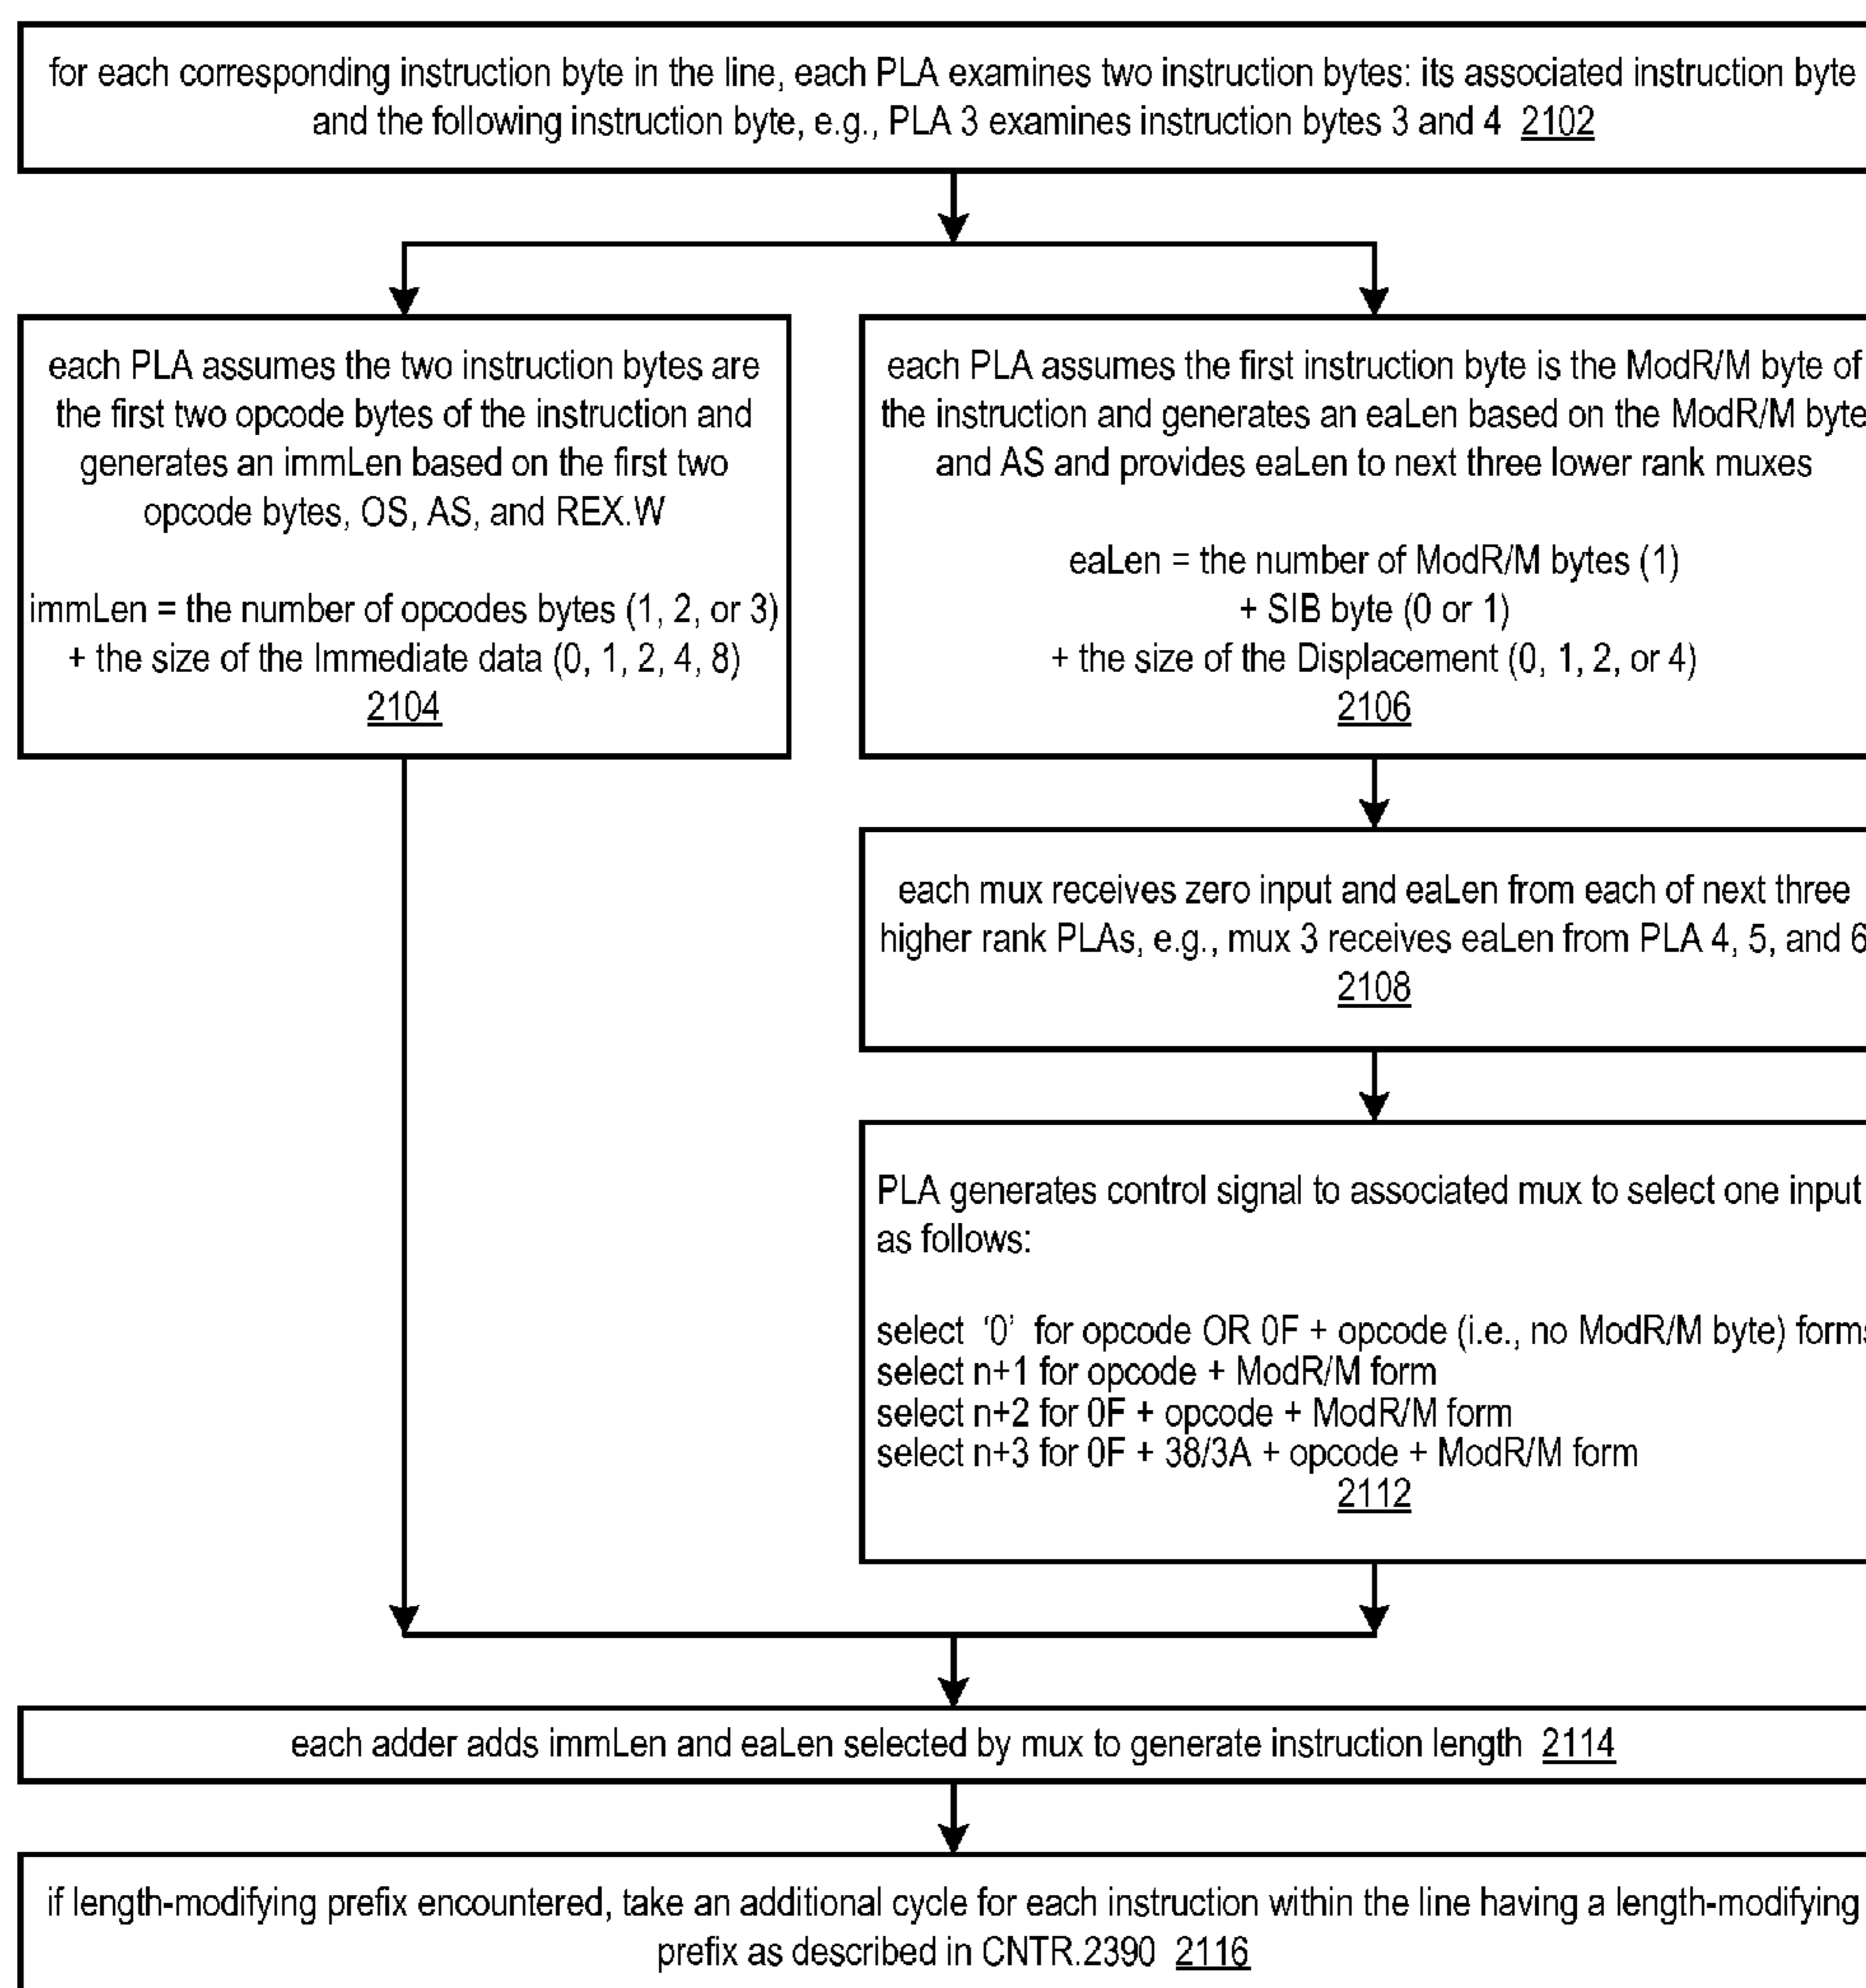 for each corresponding instruction byte in the line, each PLA examines two instruction bytes: its associated instruction byte
and the following instruction byte, e.g., PLA 3 examines instruction bytes 3 and 4 2102
each PLA assumes the two instruction bytes are
the first two opcode bytes of the instruction and
generates an immLen based on the first two
opcode bytes, OS, AS, and REX.W
immLen = the number of opcodes bytes (1, 2, or 3)
+ the size of the Immediate data (0, 1, 2, 4, 8)
2104
each PLA assumes the first instruction byte is the ModR/M byte of
the instruction and generates an eaLen based on the ModR/M byte
and AS and provides eaLen to next three lower rank muxes
eaLen = the number of ModR/M bytes (1)
+ SIB byte (0 or 1)
+ the size of the Displacement (0, 1, 2, or 4)
2106
each mux receives zero input and eaLen from each of next three
higher rank PLAs, e.g., mux 3 receives eaLen from PLA 4, 5, and 6
2108
PLA generates control signal to associated mux to select one input
as follows:
select ‘0’ for opcode OR 0F + opcode (i.e., no ModR/M byte) forms
select n+1 for opcode + ModR/M form
select n+2 for 0F + opcode + ModR/M form
select n+3 for 0F + 38/3A + opcode + ModR/M form
2112
each adder adds immLen and eaLen selected by mux to generate instruction length 2114
if length-modifying prefix encountered, take an additional cycle for each instruction within the line having a length-modifying
prefix as described in CNTR.2390 2116